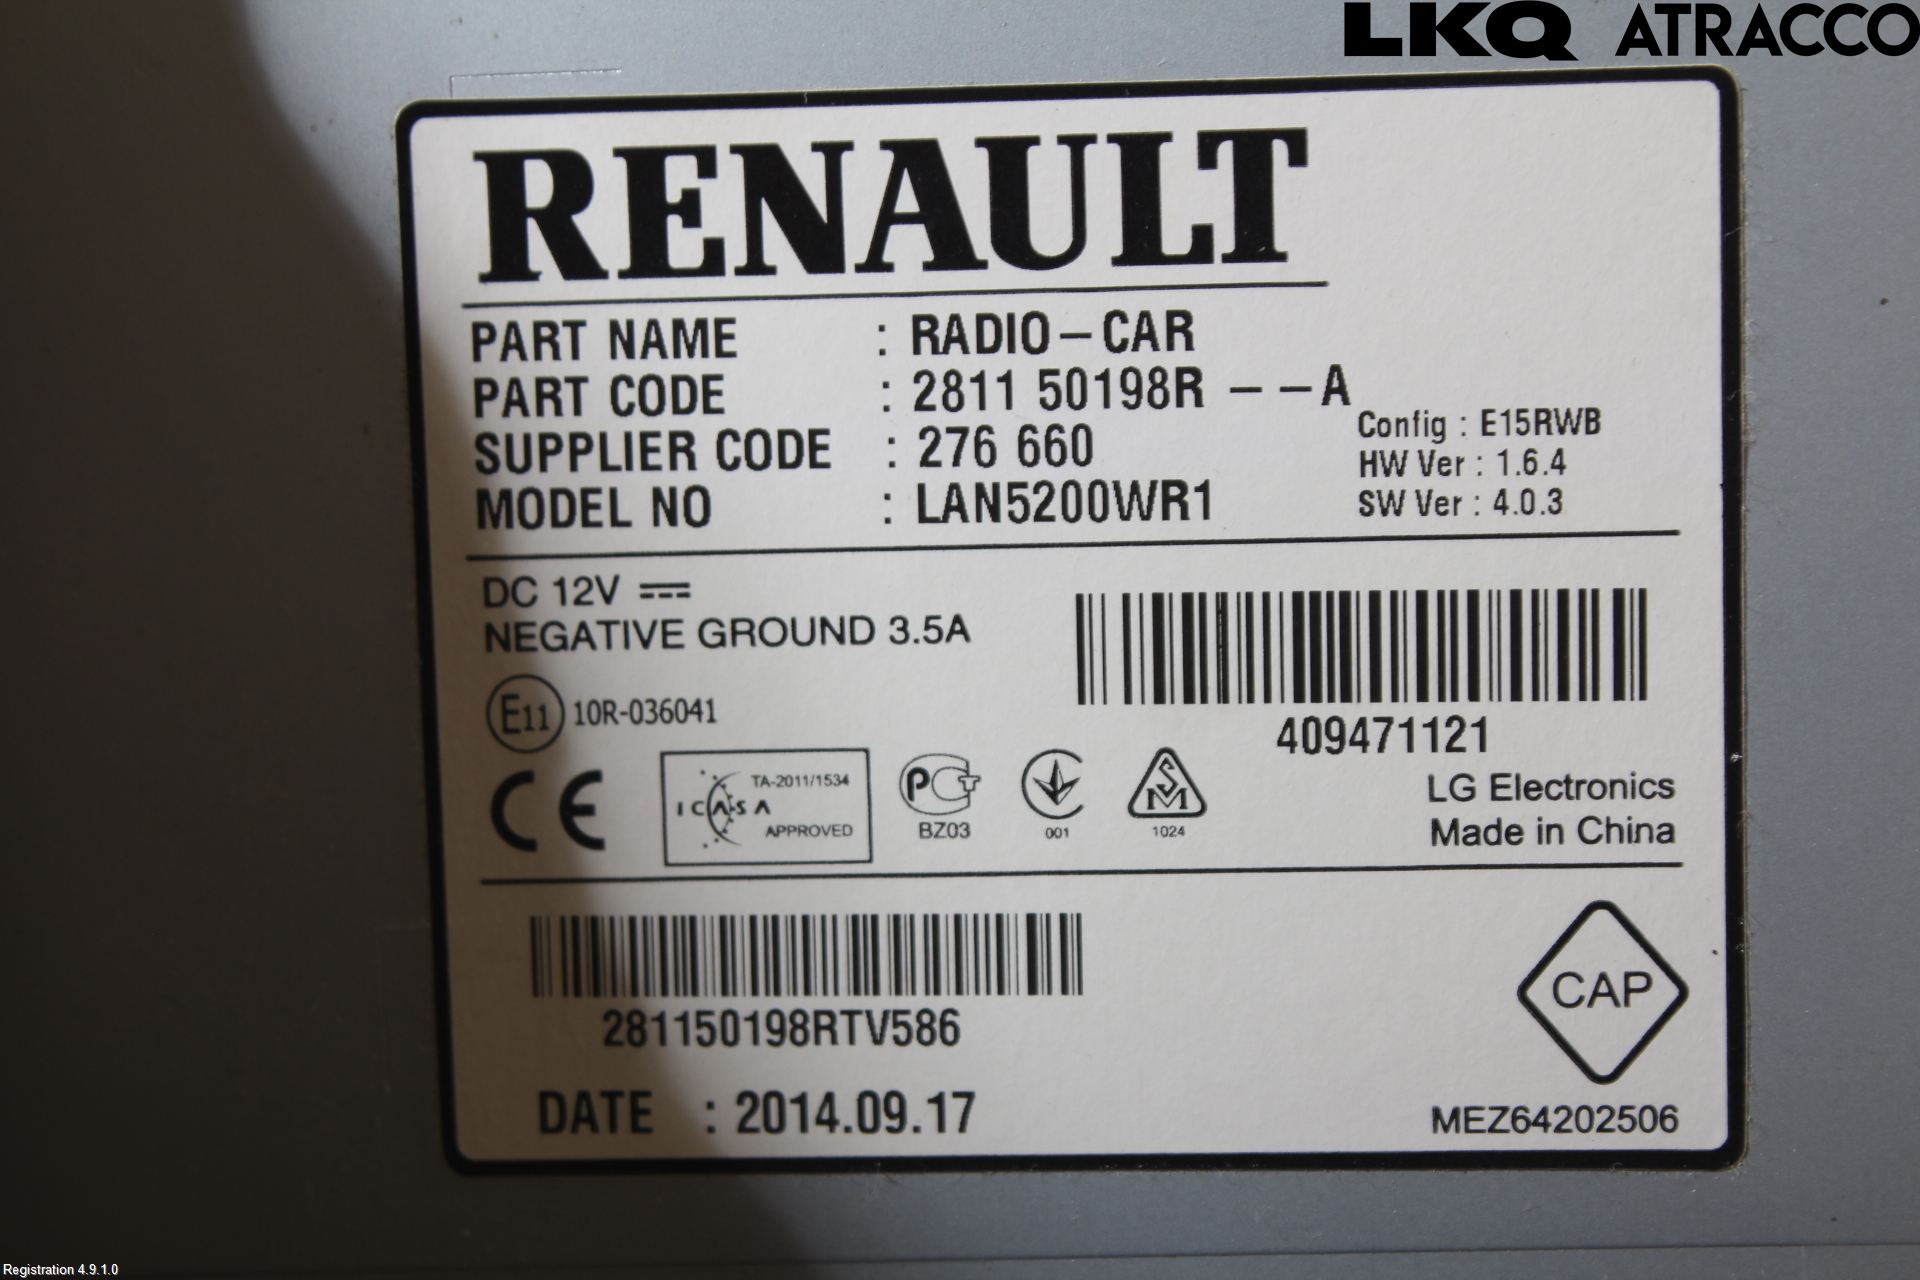 LKQ ATRACCO
RENAULT
PART NAME : RADIO-CAR
PART CODE : 2811 50198R - - A
SUPPLIER CODE : 276 660
MODEL NO : LAN5200WR1
Config : E15RWB
HW Ver : 1.6.4
SW Ver : 4.0.3
DC 12V
NEGATIVE GROUND 3.5A
E11 10R-036041
409471121
CE
TA-2011/1534
ICASA
APPROVED
PCT
BZ03
001
SM
1024
LG Electronics
Made in China
281150198RTV586
CAP
DATE : 2014.09.17
MEZ64202506
Registration 4.9.1.0